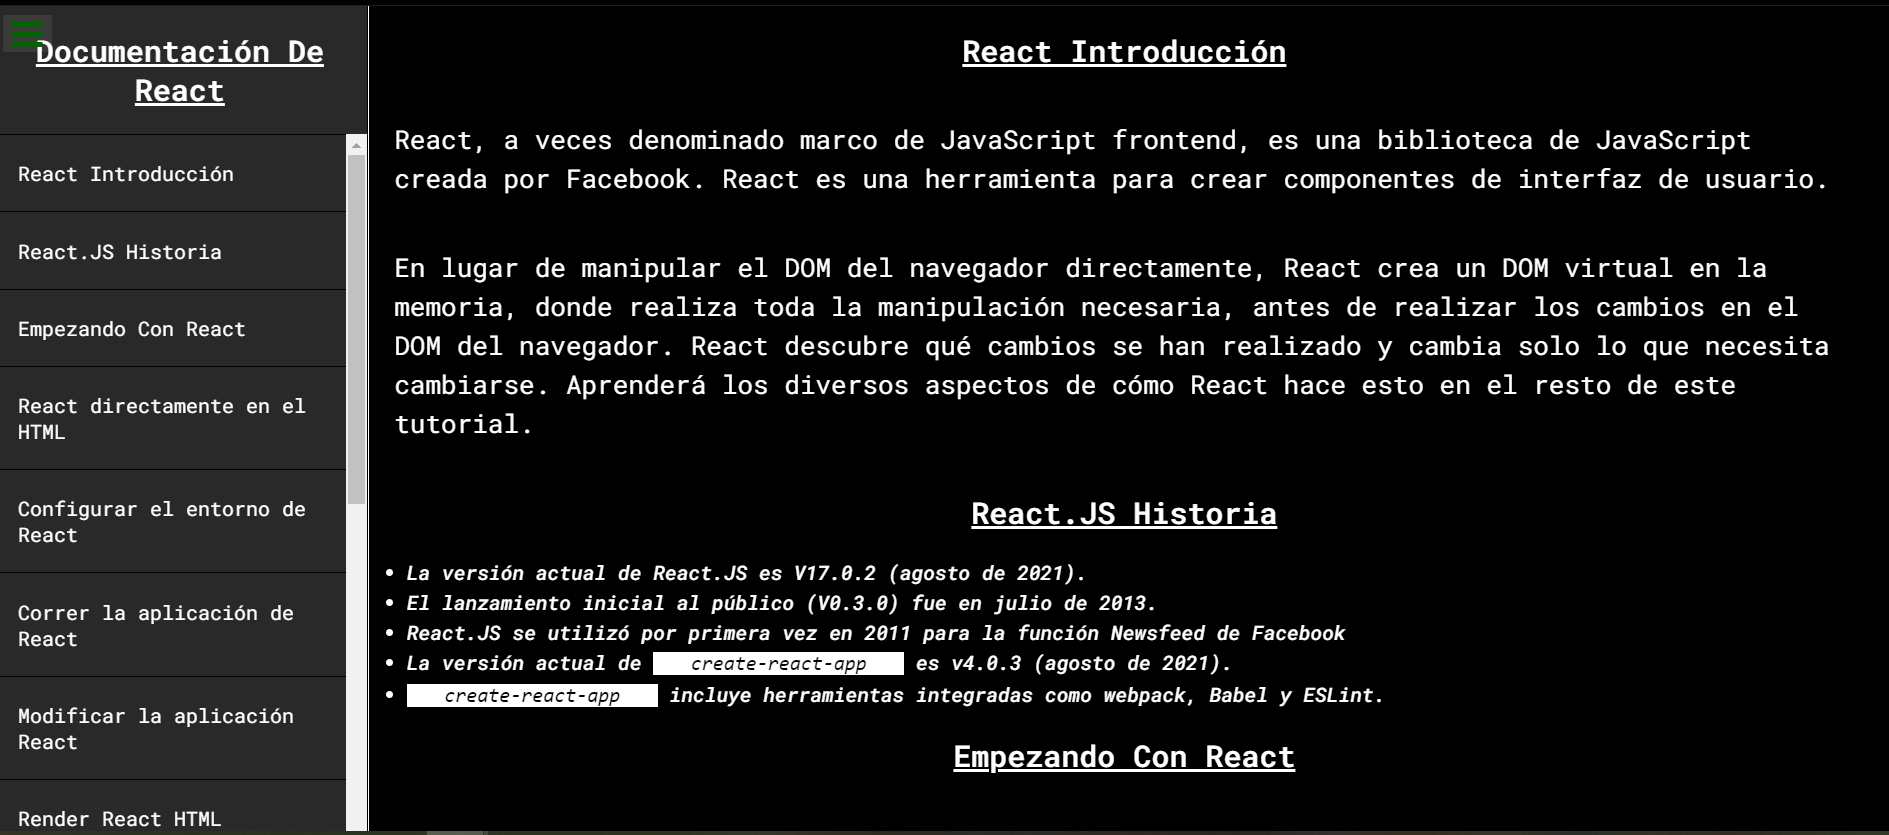 Documentación De
React
React Introducción
React.JS Historia
Empezando Con React
React directamente en el
HTML
Configurar el entorno de
React
Correr la aplicación de
React
Modificar la aplicación
React
Render React HTML
React Introducción
React, a veces denominado marco de JavaScript frontend, es una biblioteca de JavaScript
creada por Facebook. React es una herramienta para crear componentes de interfaz de usuario.
En lugar de manipular el DOM del navegador directamente, React crea un DOM virtual en la
memoria, donde realiza toda la manipulación necesaria, antes de realizar los cambios en el
DOM del navegador. React descubre qué cambios se han realizado y cambia solo lo que necesita
cambiarse. Aprenderá los diversos aspectos de cómo React hace esto en el resto de este
tutorial.
React.JS Historia
La versión actual de React.JS es V17.0.2 (agosto de 2021).
El lanzamiento inicial al público (V0.3.0) fue en julio de 2013.
React.JS se utilizó por primera vez en 2011 para la función Newsfeed de Facebook
La versión actual de create-react-app es v4.0.3 (agosto de 2021).
create-react-app incluye herramientas integradas como webpack, Babel y ESLint.
Empezando Con React